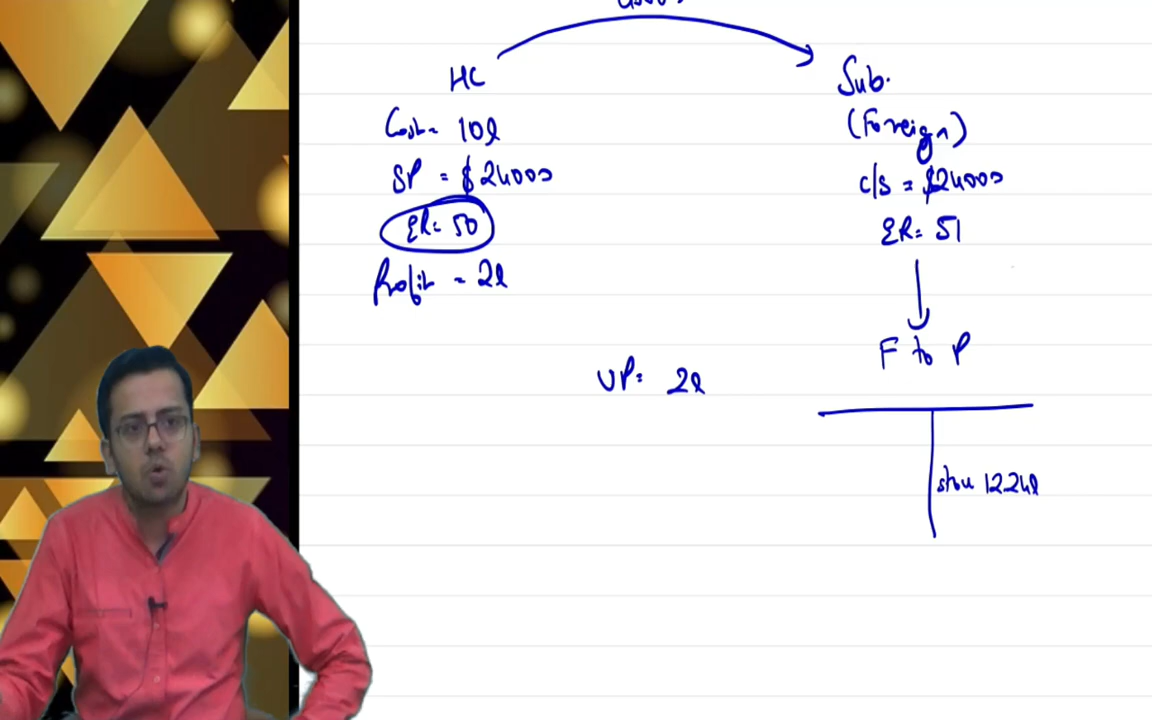 HC
Cost = 10l
SP = $24000
ER = 50
Profit = 2l
Sub.
(Foreign)
C/S = $24000
ER = 51
F to P
UP = 2l
12.24l